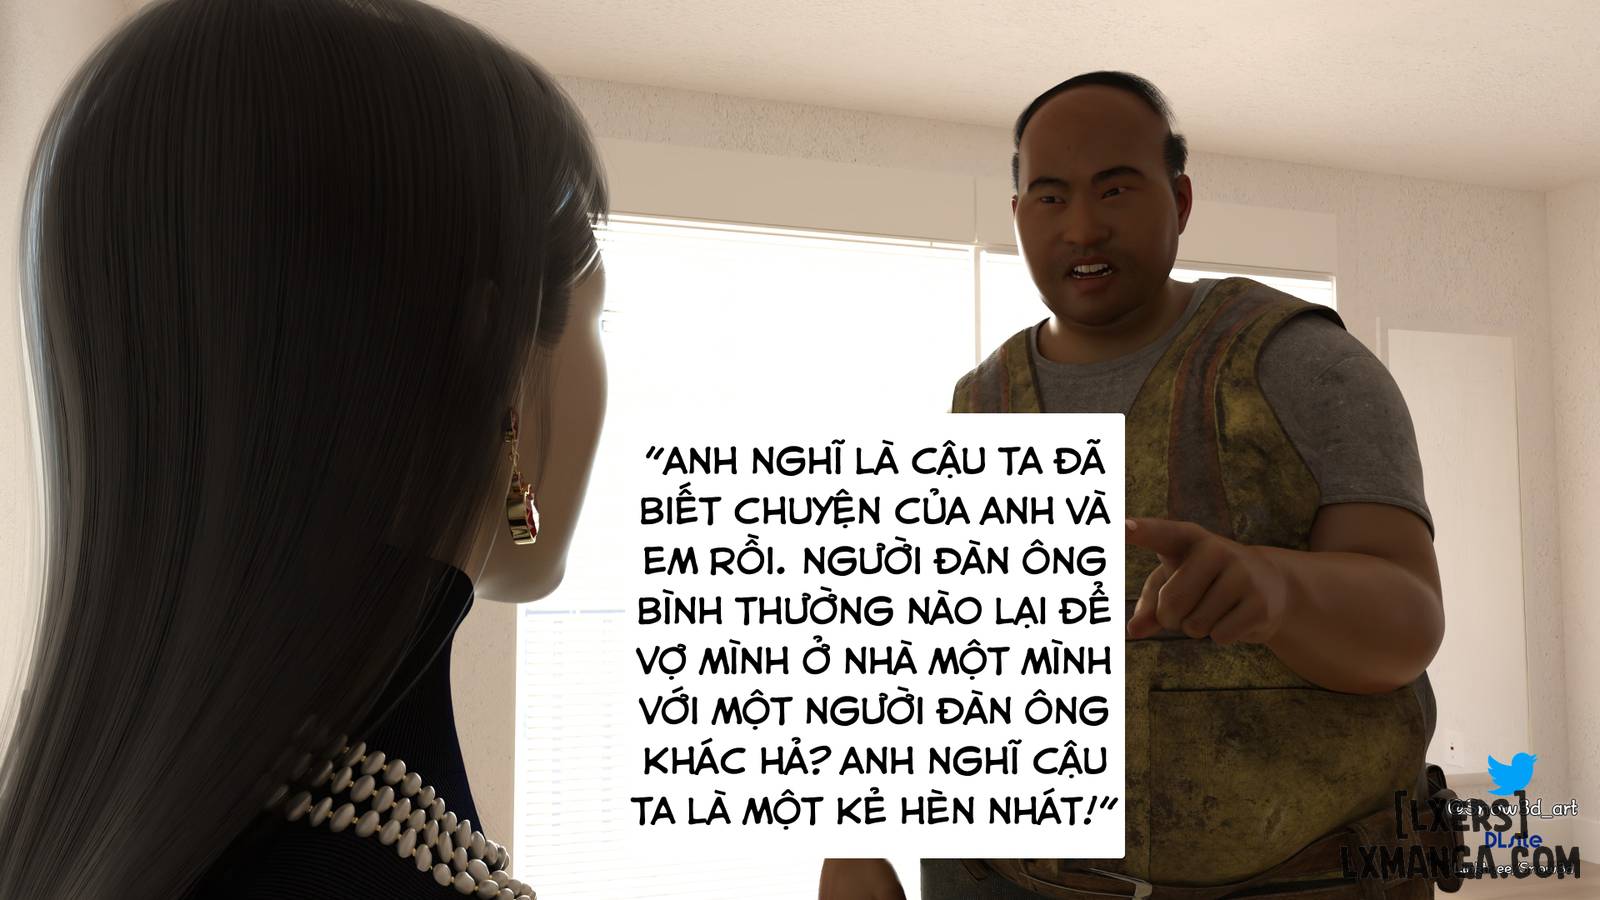 "ANH NGHĨ LÀ CẬU TA ĐÃ
BIẾT CHUYỆN CỦA ANH VÀ
EM RỒI. NGƯỜI ĐÀN ÔNG
BÌNH THƯỜNG NÀO LẠI ĐỂ
VỢ MÌNH Ở NHÀ MỘT MÌNH
VỚI MỘT NGƯỜI ĐÀN ÔNG
KHÁC HẢ? ANH NGHĨ CẬU
TA LÀ MỘT KẺ HÈN NHÁT!"
@Snow3d_art
[LXERS]
DLsite
LXMANGA.COM